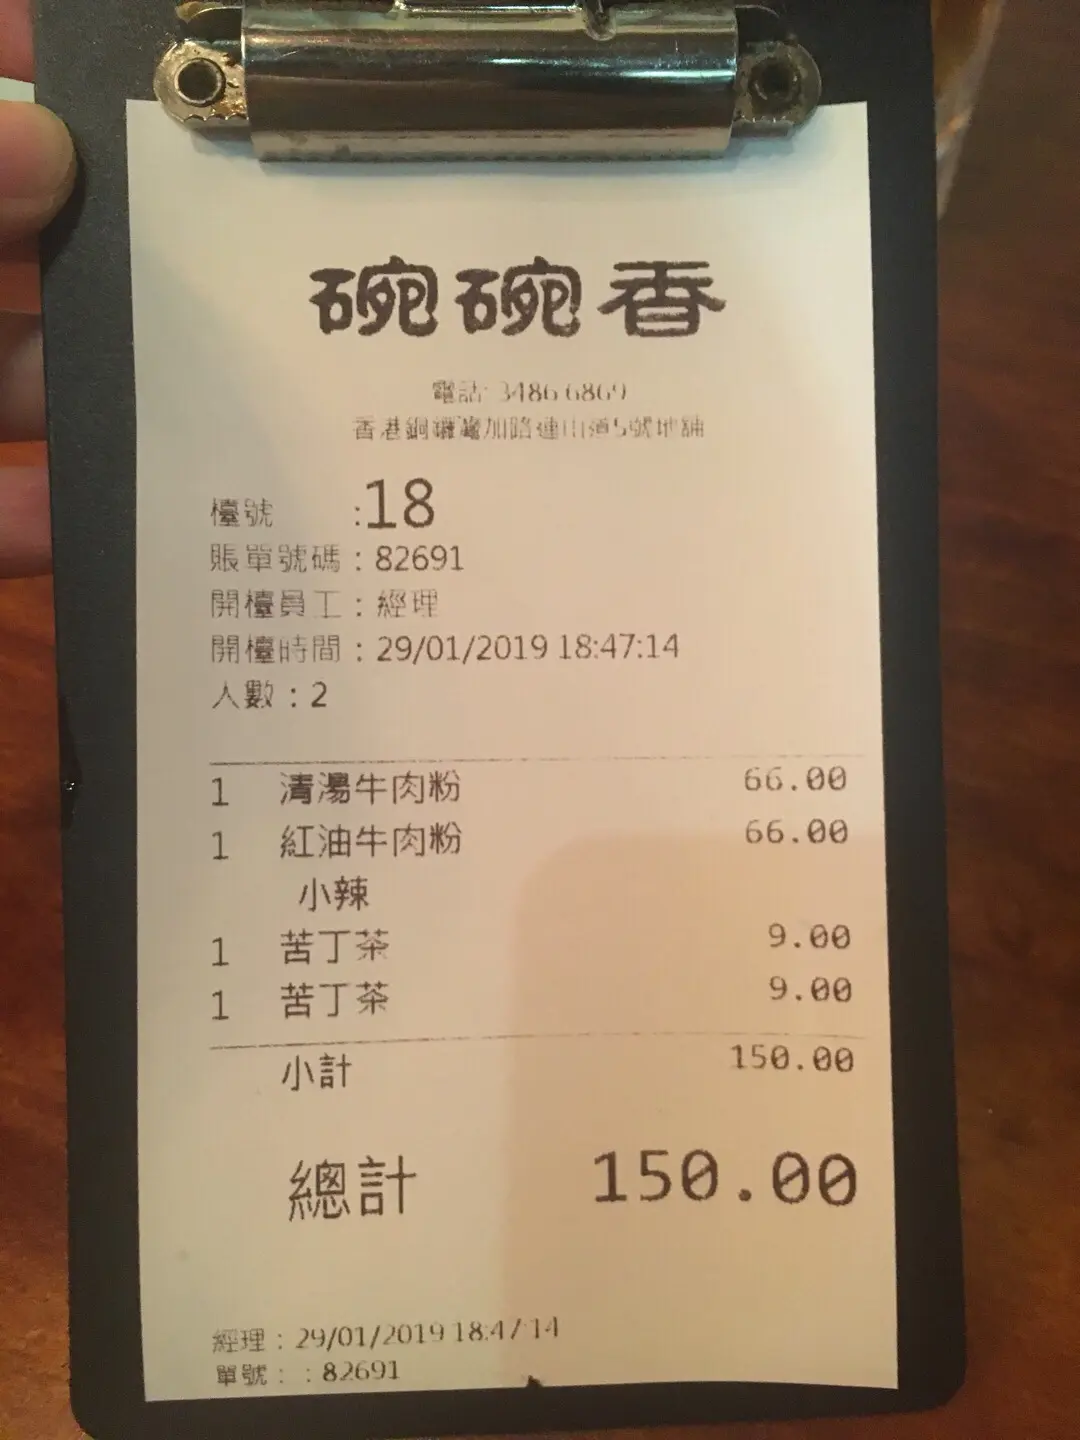 碗碗香
電話: 3486 6869
香港銅鑼灣加路連山道5號地舖
檯號 :18
賬單號碼：82691
開檯員工：經理
開檯時間：29/01/2019 18:47:14
人數：2
1 清湯牛肉粉 66.00
1 紅油牛肉粉 66.00
小辣
1 苦丁茶 9.00
1 苦丁茶 9.00
小計 150.00
總計 150.00
經理：29/01/2019 18:47:14
單號：：82691